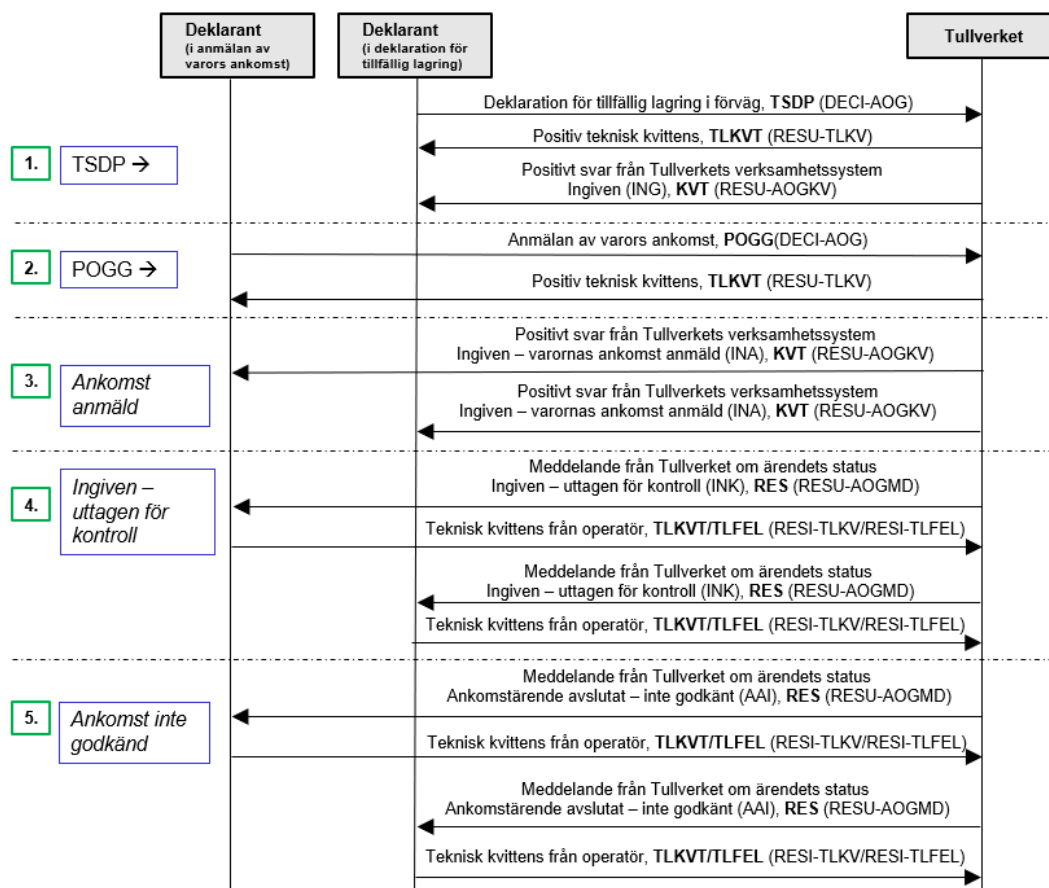 Deklarant
(i anmälan av
varors ankomst)
Deklarant
(i deklaration för
tillfällig lagring)
Tullverket
1.
TSDP →
Deklaration för tillfällig lagring i förväg, TSDP (DECI-AOG)
Positiv teknisk kvittens, TLKVT (RESU-TLKV)
Positivt svar från Tullverkets verksamhetssystem
Ingiven (ING), KVT (RESU-AOGKV)
2.
POGG →
Anmälan av varors ankomst, POGG(DECI-AOG)
Positiv teknisk kvittens, TLKVT (RESU-TLKV)
3.
Ankomst
anmäld
Positivt svar från Tullverkets verksamhetssystem
Ingiven – varornas ankomst anmäld (INA), KVT (RESU-AOGKV)
Positivt svar från Tullverkets verksamhetssystem
Ingiven – varornas ankomst anmäld (INA), KVT (RESU-AOGKV)
4.
Ingiven –
uttagen för
kontroll
Meddelande från Tullverket om ärendets status
Ingiven – uttagen för kontroll (INK), RES (RESU-AOGMD)
Teknisk kvittens från operatör, TLKVT/TLFEL (RESI-TLKV/RESI-TLFEL)
Meddelande från Tullverket om ärendets status
Ingiven – uttagen för kontroll (INK), RES (RESU-AOGMD)
Teknisk kvittens från operatör, TLKVT/TLFEL (RESI-TLKV/RESI-TLFEL)
5.
Ankomst inte
godkänd
Meddelande från Tullverket om ärendets status
Ankomstärende avslutat – inte godkänt (AAI), RES (RESU-AOGMD)
Teknisk kvittens från operatör, TLKVT/TLFEL (RESI-TLKV/RESI-TLFEL)
Meddelande från Tullverket om ärendets status
Ankomstärende avslutat – inte godkänt (AAI), RES (RESU-AOGMD)
Teknisk kvittens från operatör, TLKVT/TLFEL (RESI-TLKV/RESI-TLFEL)